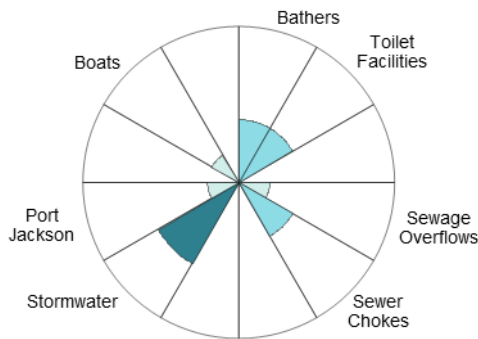 Bathers
Toilet
Facilities
Boats
Port
Jackson
Sewage
Overflows
Stormwater
Sewer
Chokes